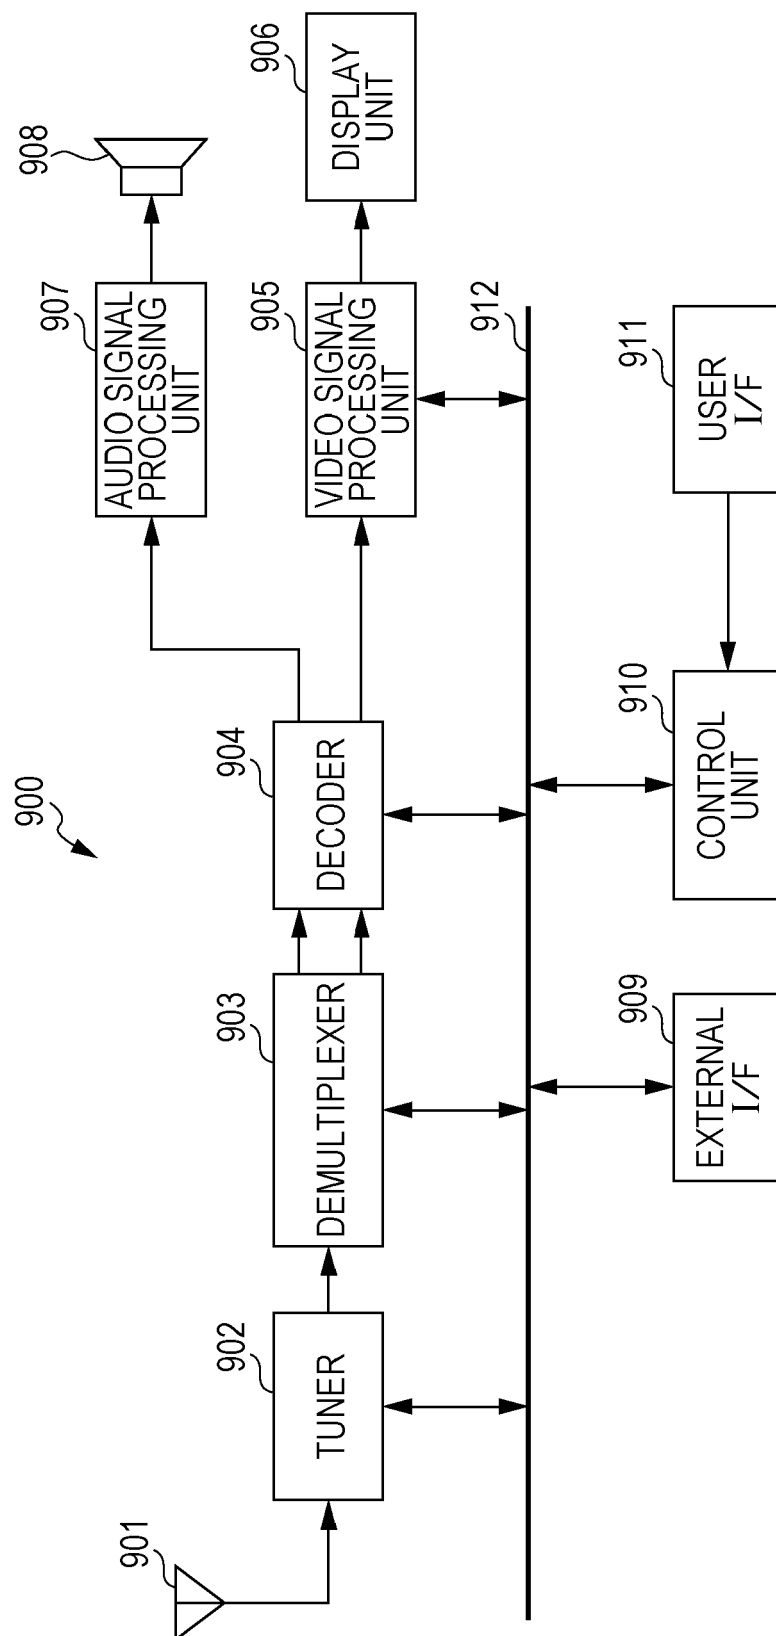 900
901
902
TUNER
903
DEMULTIPLEXER
904
DECODER
907
AUDIO SIGNAL
PROCESSING
UNIT
908
905
VIDEO SIGNAL
PROCESSING
UNIT
906
DISPLAY
UNIT
912
909
EXTERNAL
I/F
910
CONTROL
UNIT
911
USER
I/F